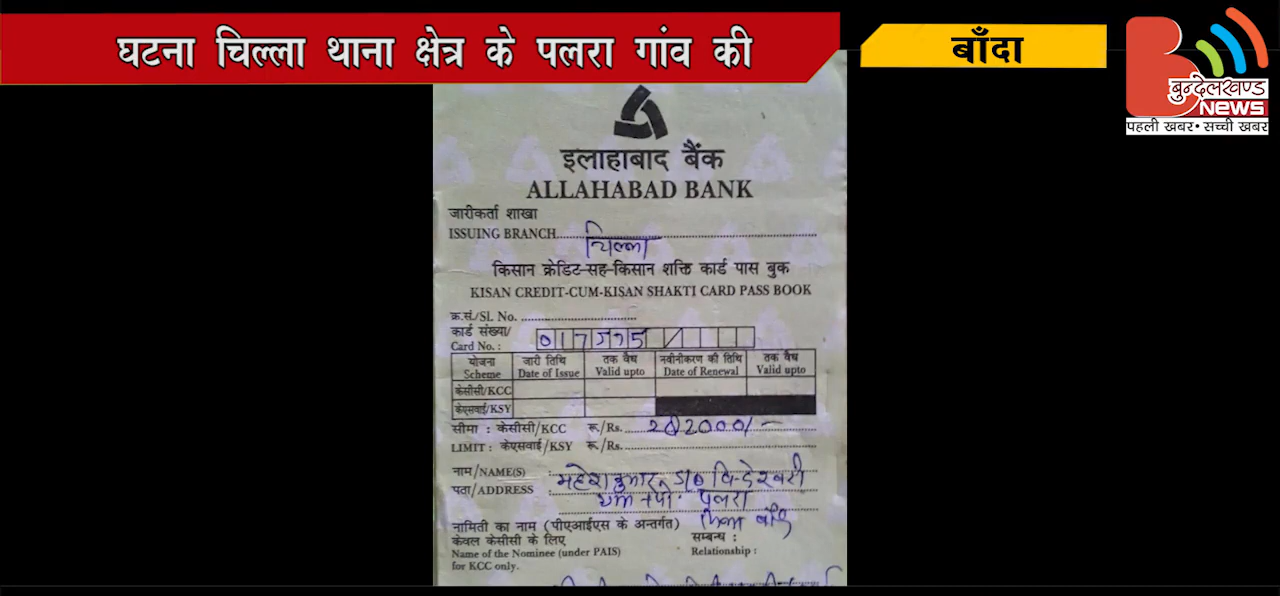 घटना चिल्ला थाना क्षेत्र के पलरा गांव की
बाँदा
बुन्देलखण्ड
NEWS
पहली खबर • सच्ची खबर
इलाहाबाद बैंक
ALLAHABAD BANK
जारीकर्ता शाखा
ISSUING BRANCH चिल्ला
किसान क्रेडिट-सह-किसान शक्ति कार्ड पास बुक
KISAN CREDIT-CUM-KISAN SHAKTI CARD PASS BOOK
क्र.सं/SI. No.
कार्ड संख्या/
Card No. :
योजना जारी तिथि तक वैध नवीनीकरण की तिथि तक वैध
Scheme Date of Issue Valid upto Date of Renewal Valid upto
केसीसी/KCC
केएसवाई/KSY
सीमा : केसीसी/KCC रू/Rs. 202000/-
LIMIT : केएसवाई/KSY रू/Rs.
नाम/NAME(S) : महेश कुमार S/O
पता/ADDRESS : पलरा
नामिती का नाम (पीएआईएस के अन्तर्गत)
केवल केसीसी के लिए सम्बन्ध :
Name of the Nominee (under PAIS) Relationship :
for KCC only.